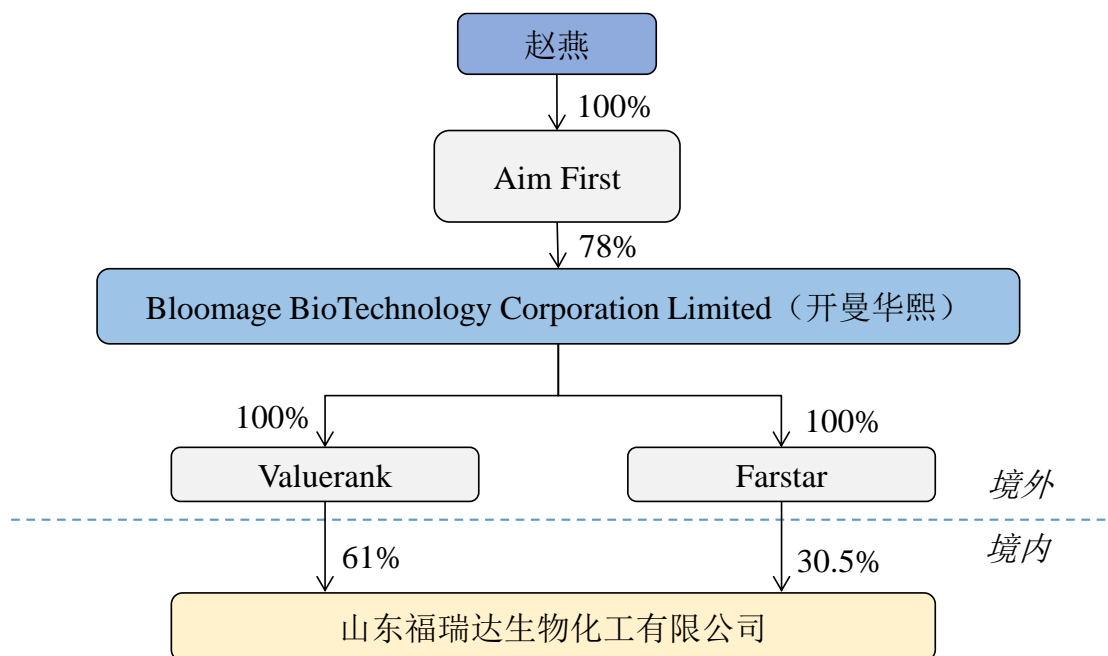 赵燕
100%
Aim First
78%
Bloomage BioTechnology Corporation Limited（开曼华熙）
100%
100%
Valuerank
Farstar
境外
境内
61%
30.5%
山东福瑞达生物化工有限公司